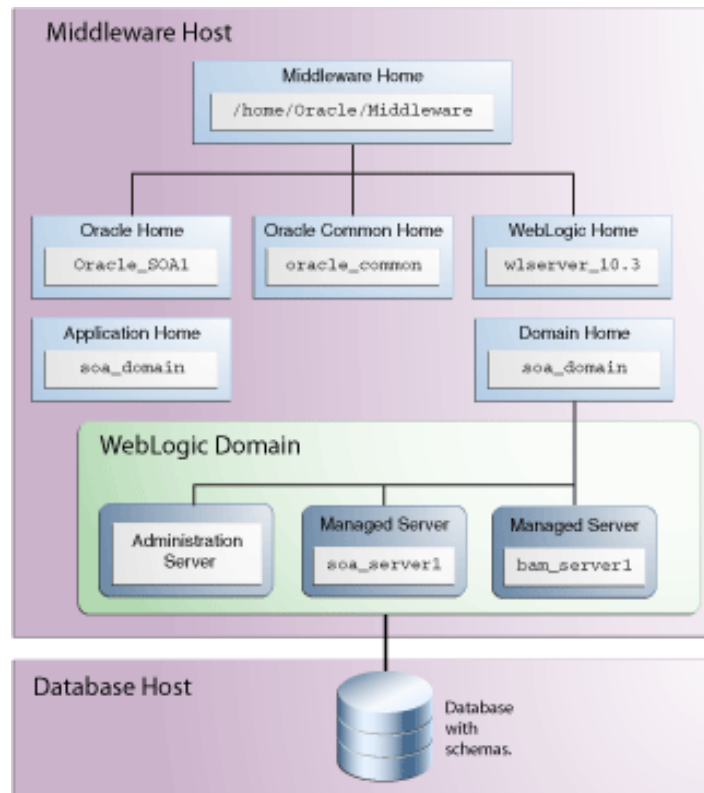 Middleware Host
Middleware Home
/home/Oracle/Middleware
Oracle Home
Oracle_SOA1
Oracle Common Home
oracle_common
WebLogic Home
wlserver_10.3
Application Home
soa_domain
Domain Home
soa_domain
WebLogic Domain
Administration
Server
Managed Server
soa_server1
Managed Server
bam_server1
Database Host
Database
with
schemas.